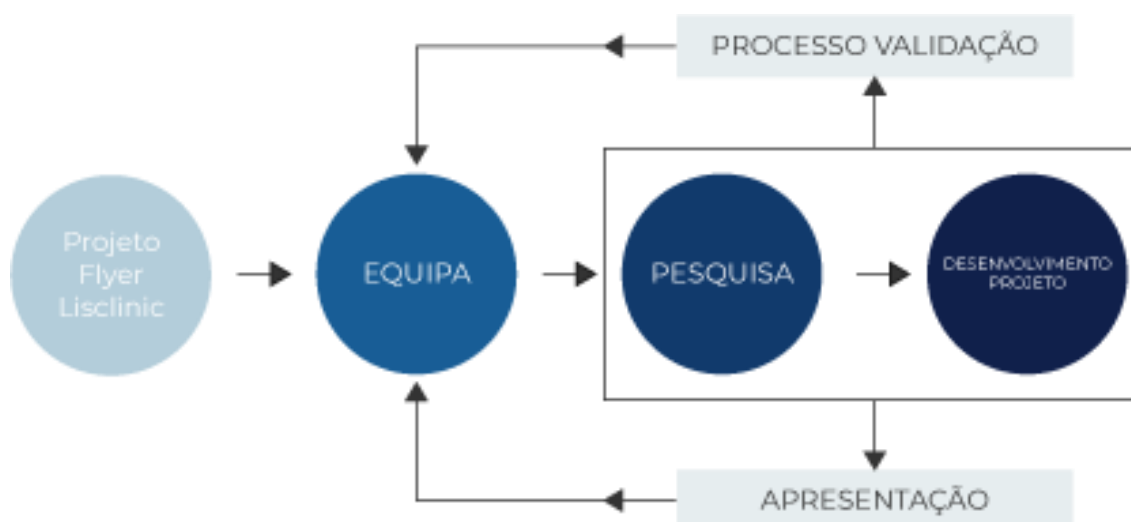 PROCESSO VALIDAÇÃO
Projeto
Flyer
Lisclinic
EQUIPA
PESQUISA
DESENVOLVIMENTO
PROJETO
APRESENTAÇÃO